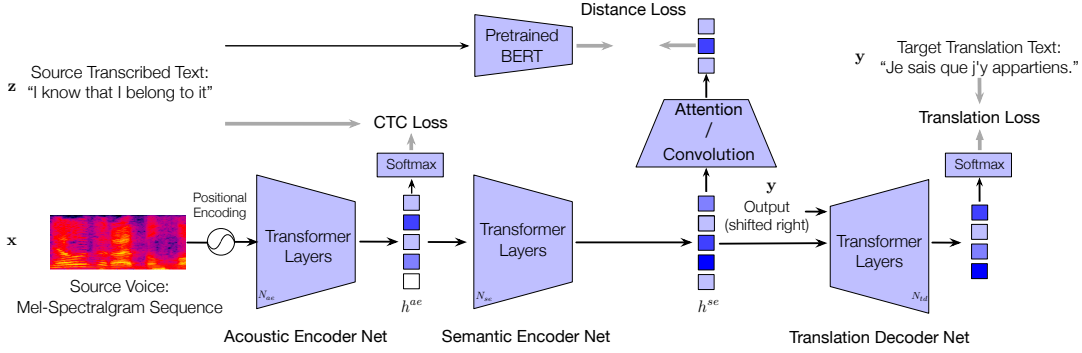 Distance Loss
Pretrained
BERT
z
Source Transcribed Text:
“I know that I belong to it”
y
Target Translation Text:
“Je sais que j'y appartiens.”
CTC Loss
Softmax
Attention
/
Convolution
Translation Loss
Softmax
x
Positional
Encoding
Transformer
Layers
N_ae
h^ae
Transformer
Layers
N_se
h^se
y
Output
(shifted right)
Transformer
Layers
N_td
Source Voice:
Mel-Spectralgram Sequence
Acoustic Encoder Net
Semantic Encoder Net
Translation Decoder Net